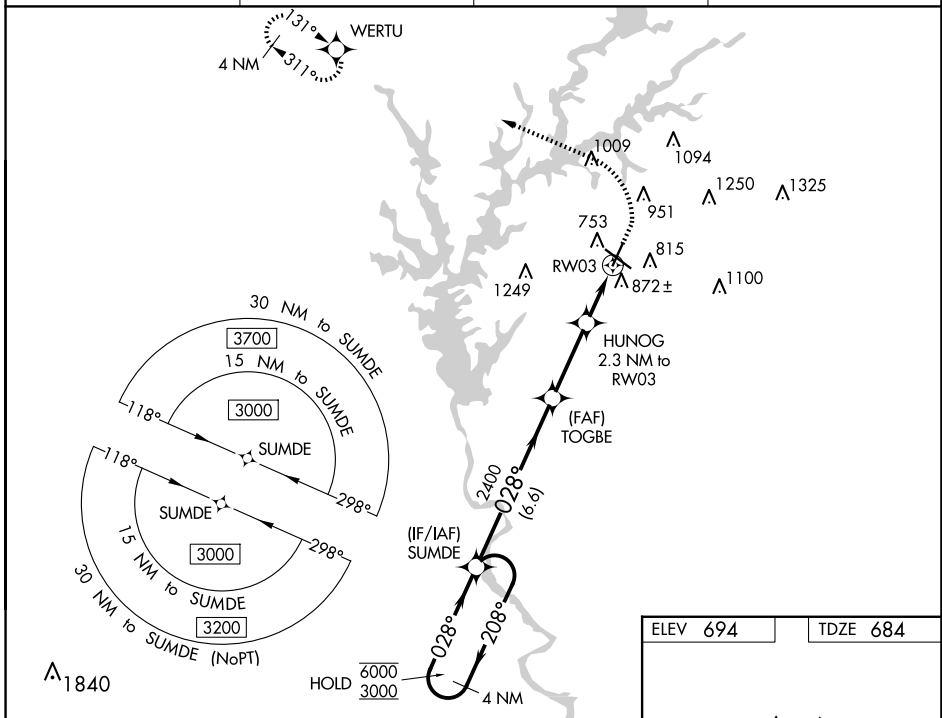 131°
WERTU
311°
4 NM
1009
1094
951
1250
1325
753
815
RW03
872±
1100
1249
HUNOG
2.3 NM to
RW03
30 NM to SUMDE
3700
15 NM to SUMDE
3000
118°
SUMDE
298°
118°
SUMDE
298°
3000
15 NM to SUMDE
3200
30 NM to SUMDE (NoPT)
(FAF)
TOGBE
2400
028°
(6.6)
(IF/IAF)
SUMDE
028°
208°
HOLD
6000
3000
4 NM
1840
ELEV 694
TDZE 684